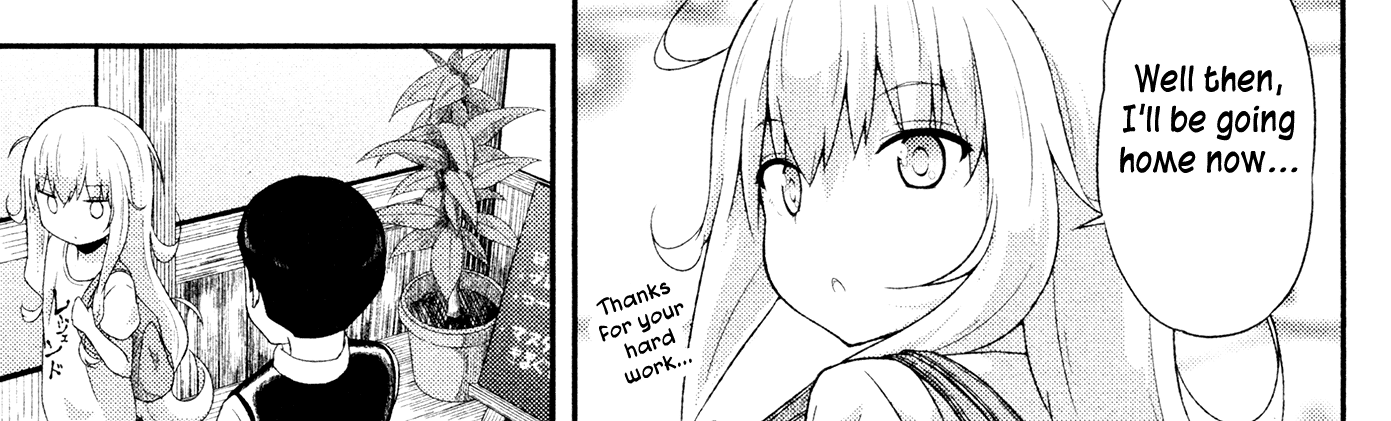 Well then,
I'll be going
home now...
Thanks
for your
hard
work...
レジェンド